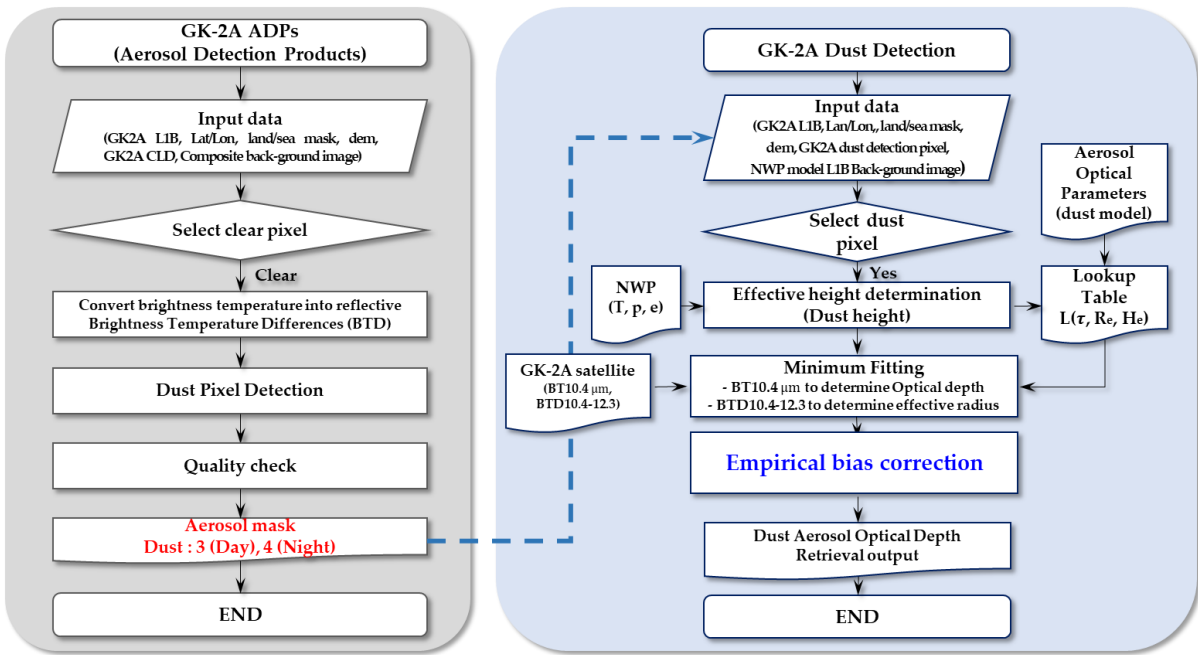 GK-2A ADPs
(Aerosol Detection Products)
Input data
(GK2A L1B, Lat/Lon, land/sea mask, dem,
GK2A CLD, Composite back-ground image)
Select clear pixel
Clear
Convert brightness temperature into reflective
Brightness Temperature Differences (BTD)
Dust Pixel Detection
Quality check
Aerosol mask
Dust : 3 (Day), 4 (Night)
END
GK-2A Dust Detection
Input data
(GK2A L1B, Lan/Lon,, land/sea mask,
dem, GK2A dust detection pixel,
NWP model L1B Back-ground image)
Select dust
pixel
Yes
NWP
(T, p, e)
Effective height determination
(Dust height)
Aerosol
Optical
Parameters
(dust model)
Lookup
Table
L(τ, Re, He)
GK-2A satellite
(BT10.4 μm,
BTD10.4-12.3)
Minimum Fitting
- BT10.4 μm to determine Optical depth
- BTD10.4-12.3 to determine effective radius
Empirical bias correction
Dust Aerosol Optical Depth
Retrieval output
END